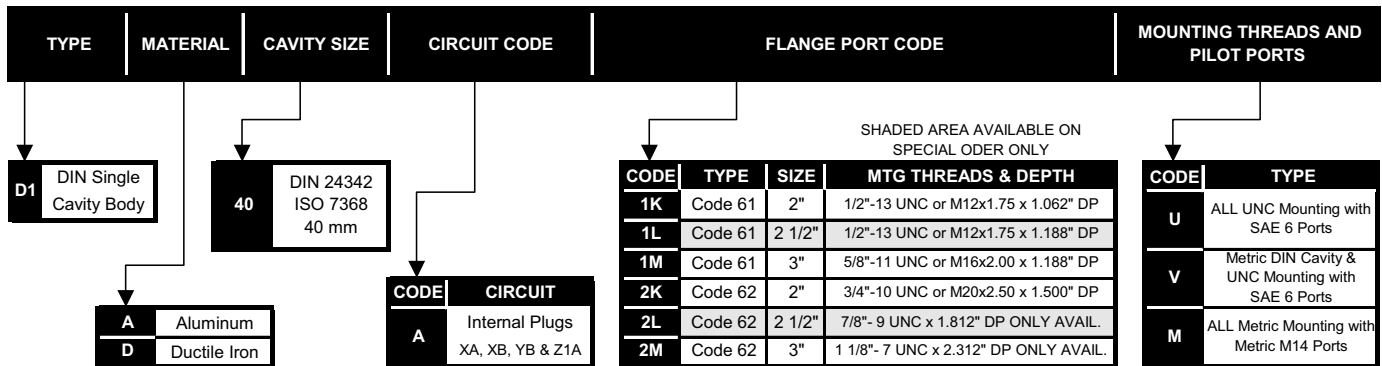 TYPE
MATERIAL
CAVITY SIZE
CIRCUIT CODE
FLANGE PORT CODE
MOUNTING THREADS AND
PILOT PORTS
D1
DIN Single
Cavity Body
A Aluminum
D Ductile Iron
40
DIN 24342
ISO 7368
40 mm
CODE CIRCUIT
A
Internal Plugs
XA, XB, YB & Z1A
SHADED AREA AVAILABLE ON
SPECIAL ODER ONLY
CODE TYPE SIZE MTG THREADS & DEPTH
1K Code 61 2" 1/2"-13 UNC or M12x1.75 x 1.062" DP
1L Code 61 2 1/2" 1/2"-13 UNC or M12x1.75 x 1.188" DP
1M Code 61 3" 5/8"-11 UNC or M16x2.00 x 1.188" DP
2K Code 62 2" 3/4"-10 UNC or M20x2.50 x 1.500" DP
2L Code 62 2 1/2" 7/8"- 9 UNC x 1.812" DP ONLY AVAIL.
2M Code 62 3" 1 1/8"- 7 UNC x 2.312" DP ONLY AVAIL.
CODE TYPE
U
ALL UNC Mounting with
SAE 6 Ports
V
Metric DIN Cavity &
UNC Mounting with
SAE 6 Ports
M
ALL Metric Mounting with
Metric M14 Ports